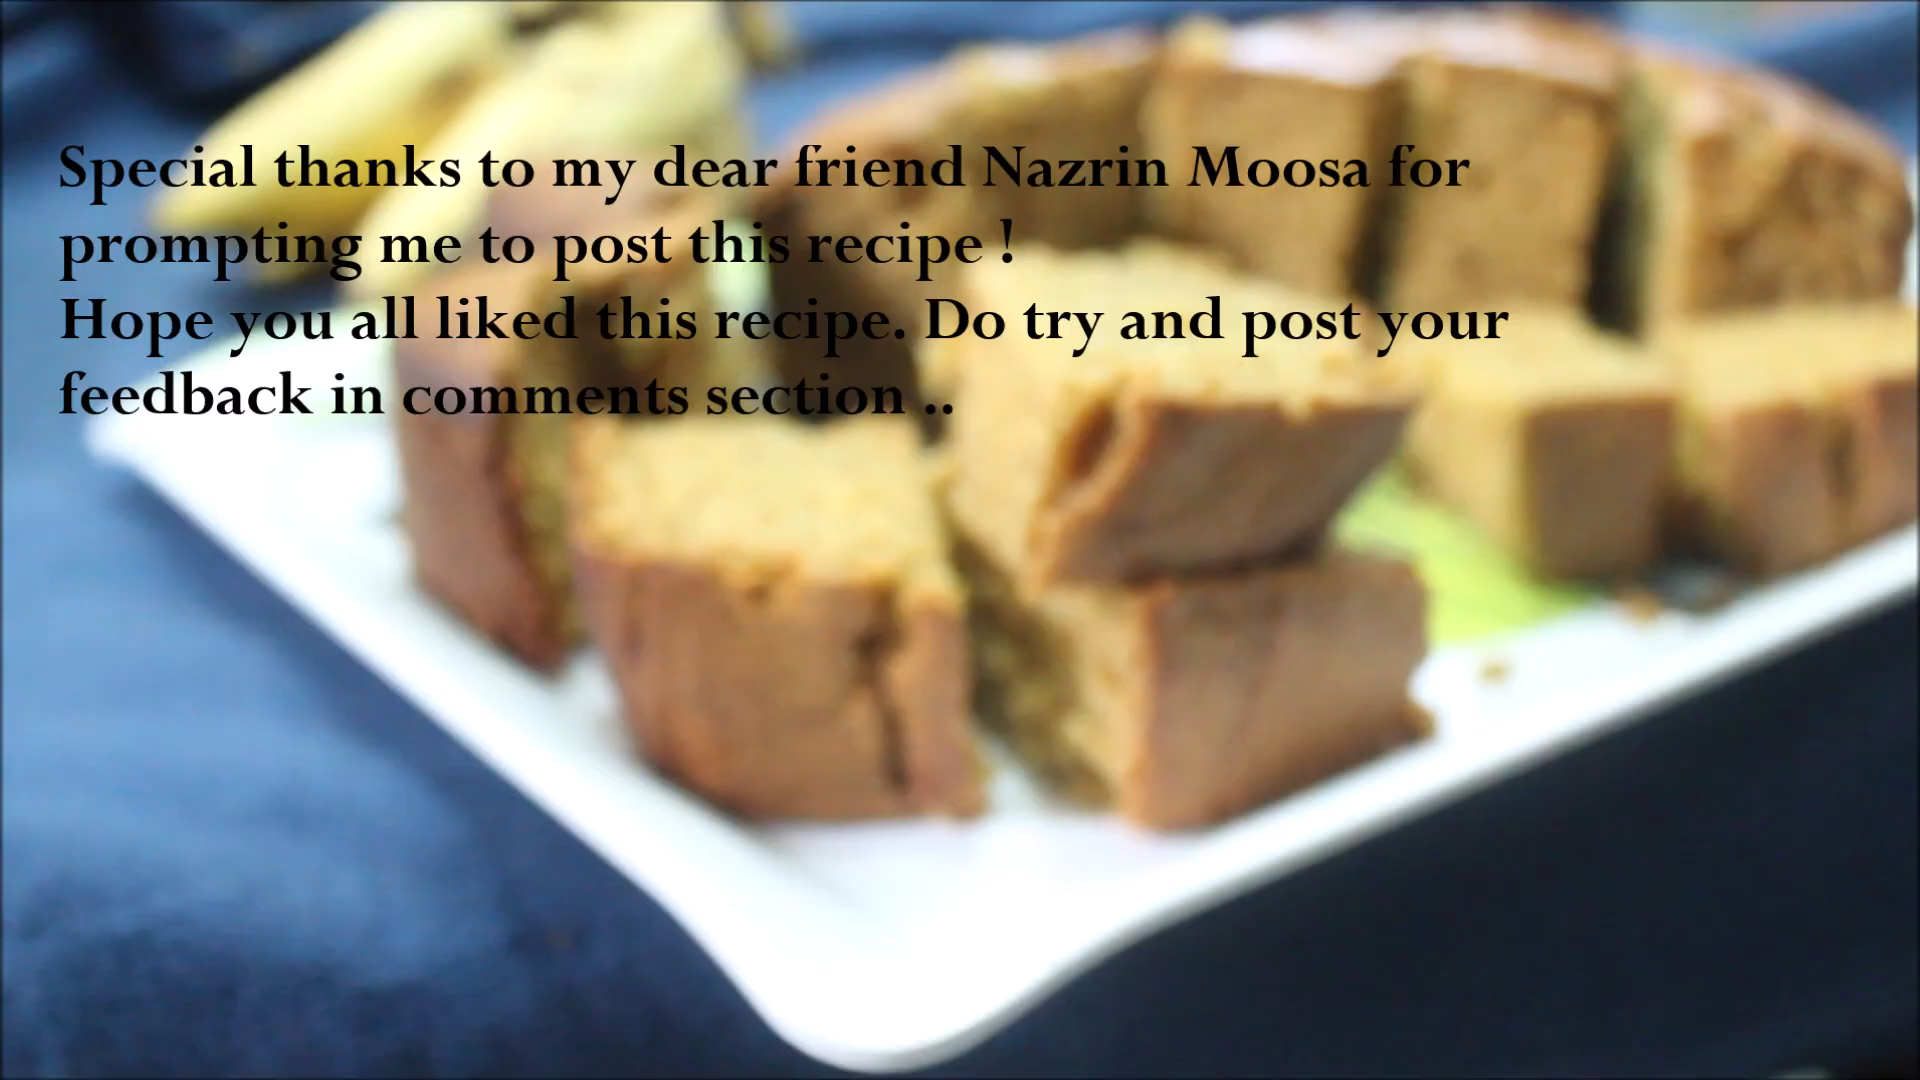 Special thanks to my dear friend Nazrin Moosa for
prompting me to post this recipe !
Hope you all liked this recipe. Do try and post your
feedback in comments section ..